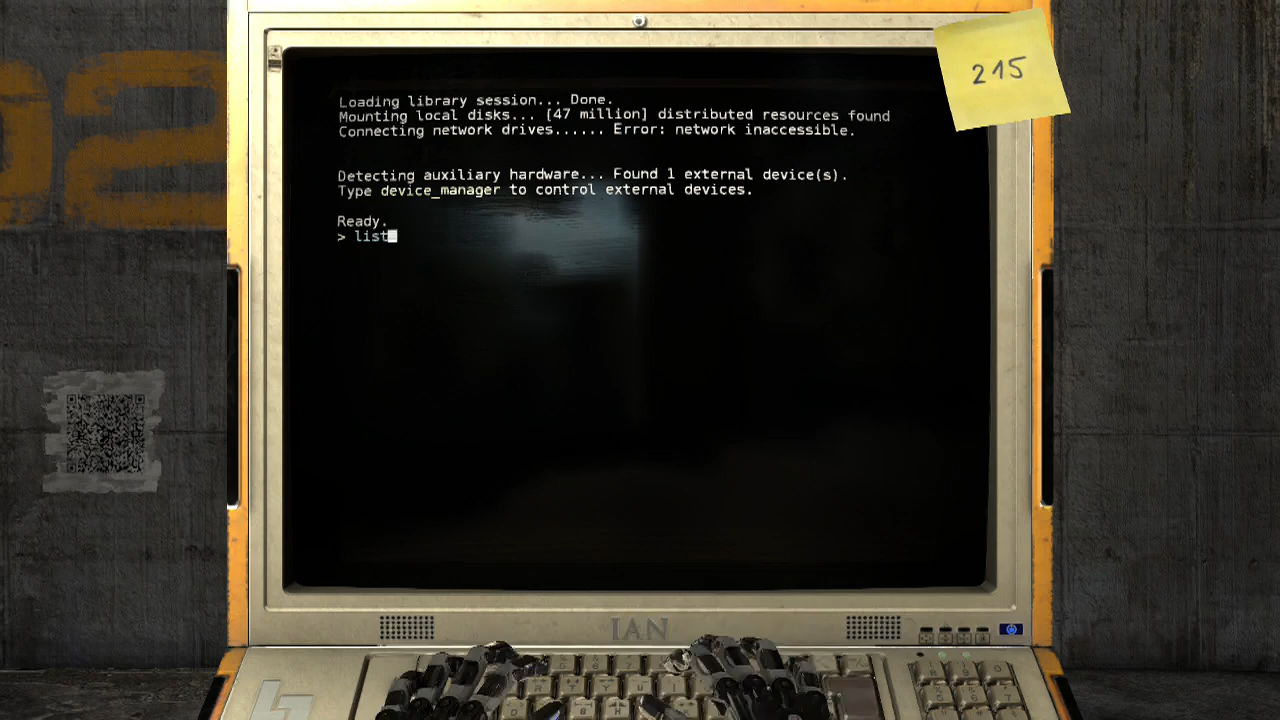 02
215
Loading library session... Done.
Mounting local disks... [47 million] distributed resources found
Connecting network drives...... Error: network inaccessible.
Detecting auxiliary hardware... Found 1 external device(s).
Type device_manager to control external devices.
Ready.
> list
IAN